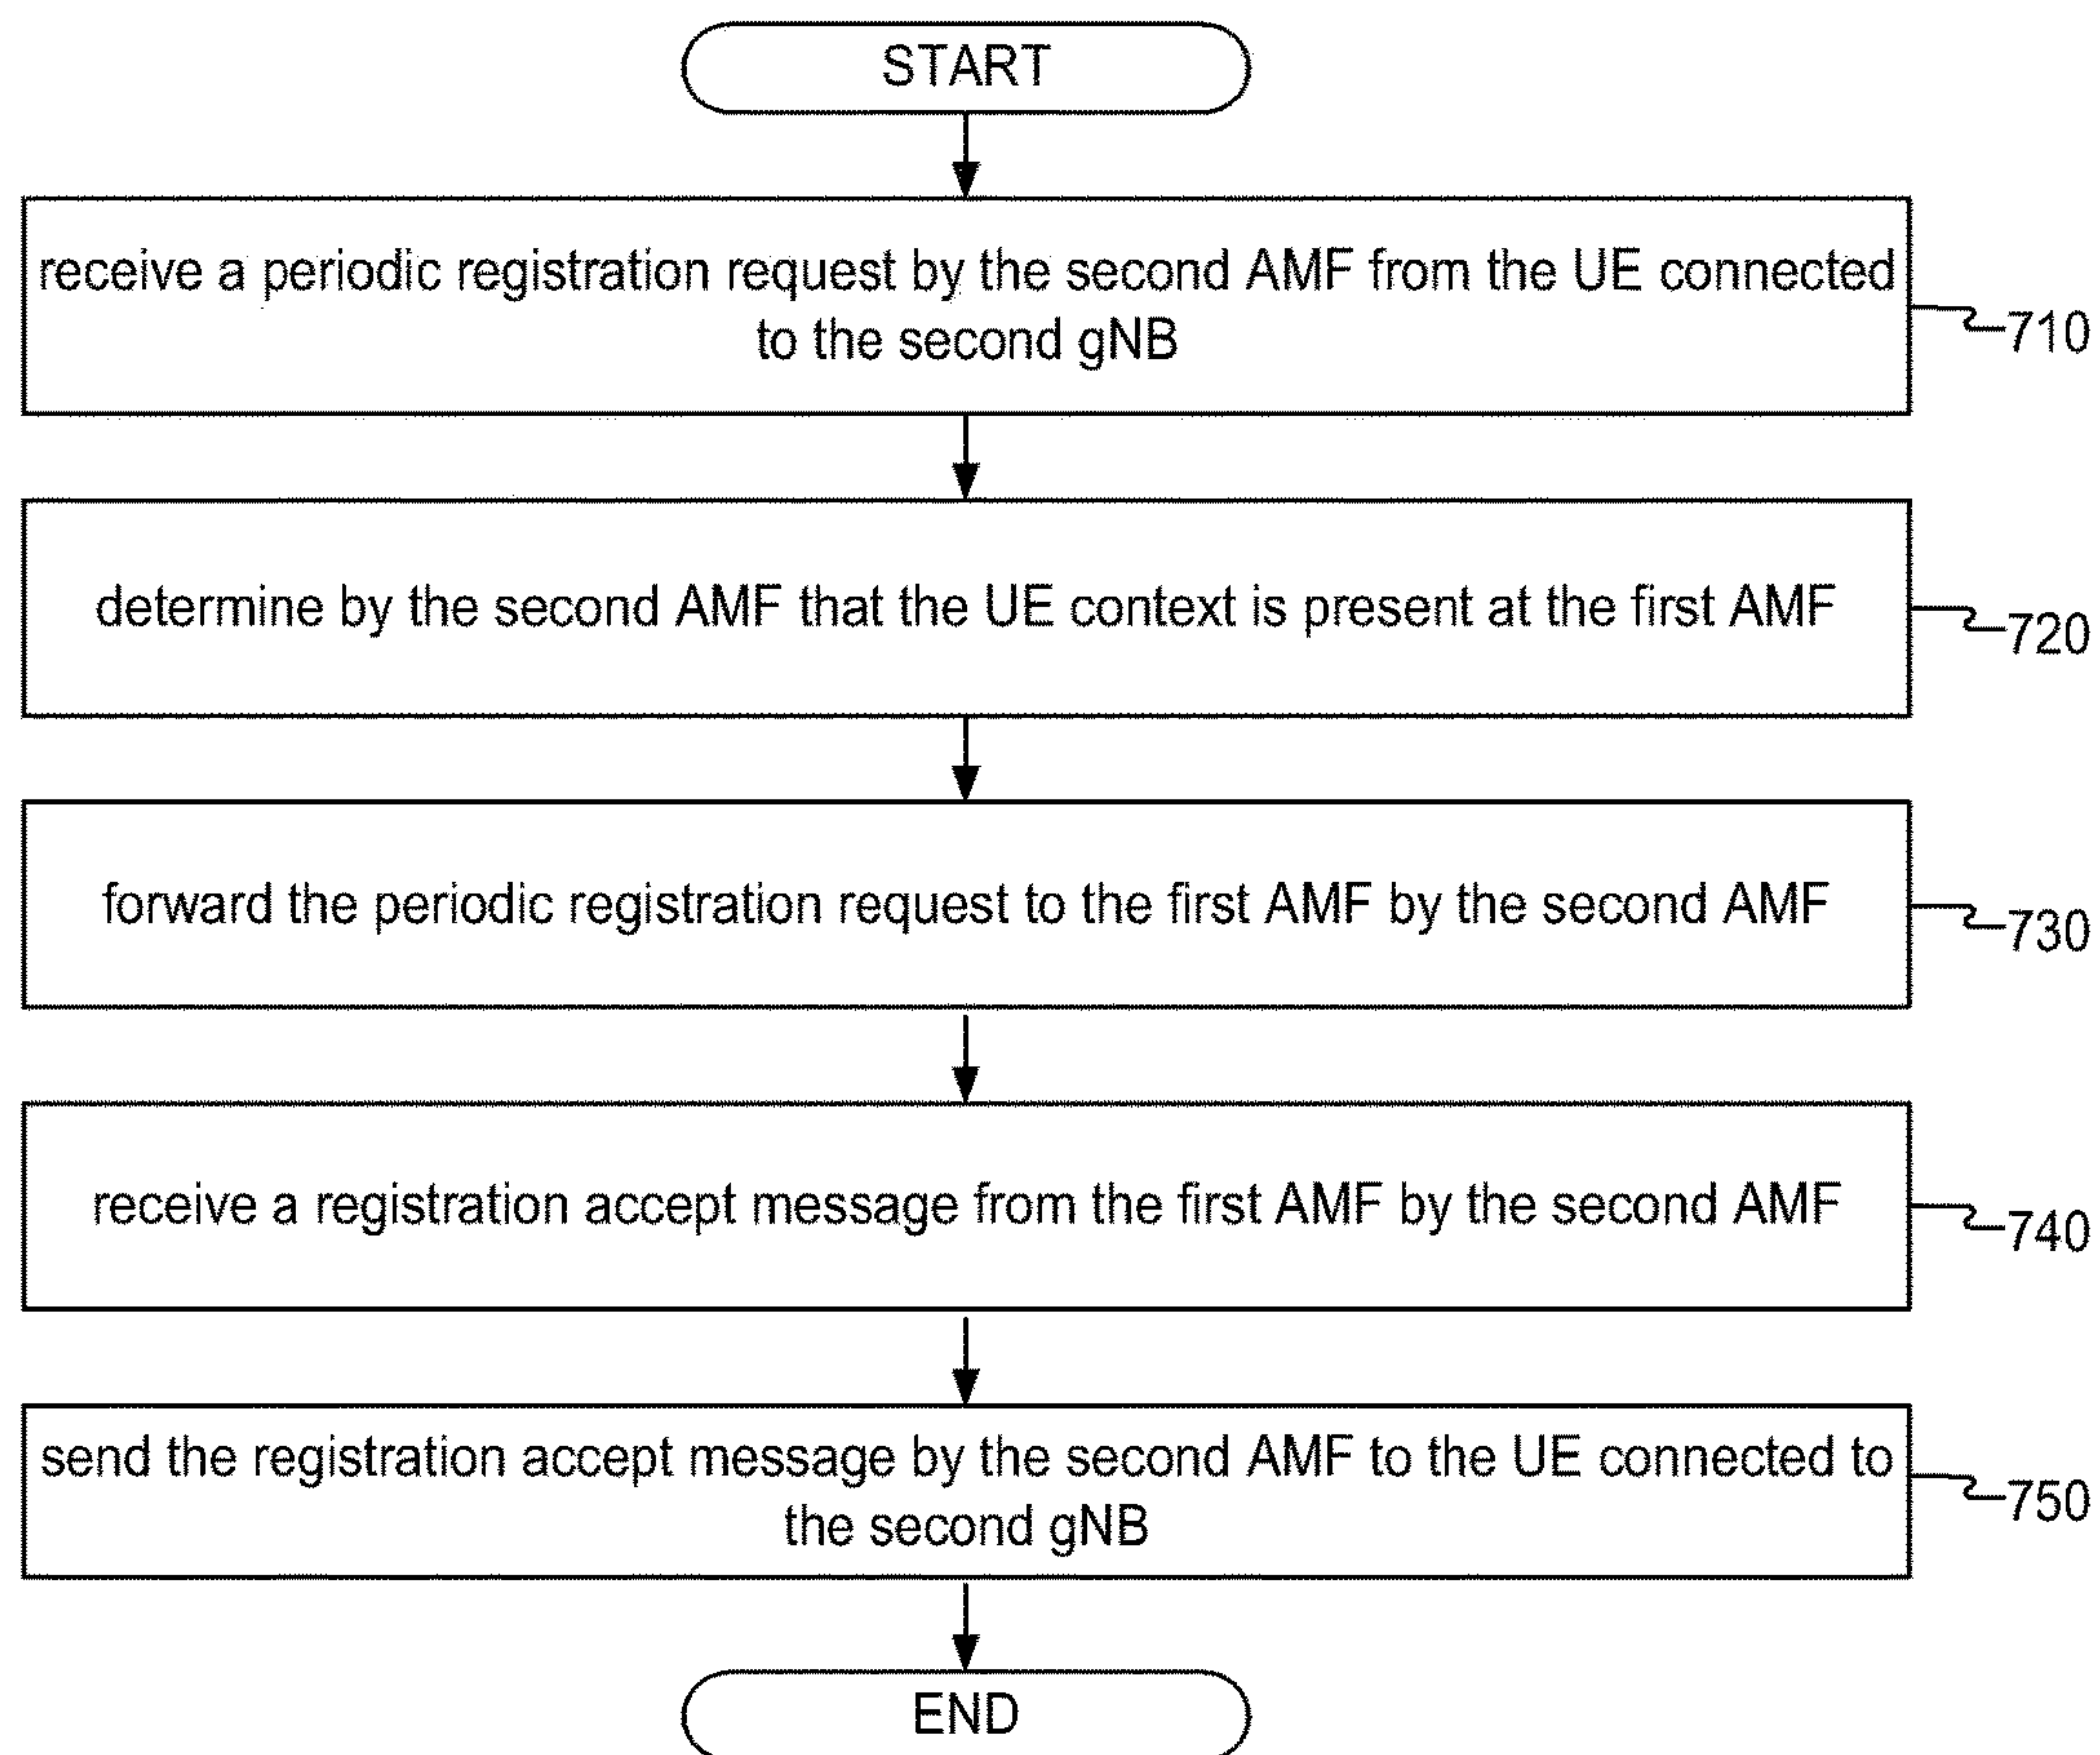 START
receive a periodic registration request by the second AMF from the UE connected
to the second gNB
710
determine by the second AMF that the UE context is present at the first AMF
720
forward the periodic registration request to the first AMF by the second AMF
730
receive a registration accept message from the first AMF by the second AMF
740
send the registration accept message by the second AMF to the UE connected to
the second gNB
750
END